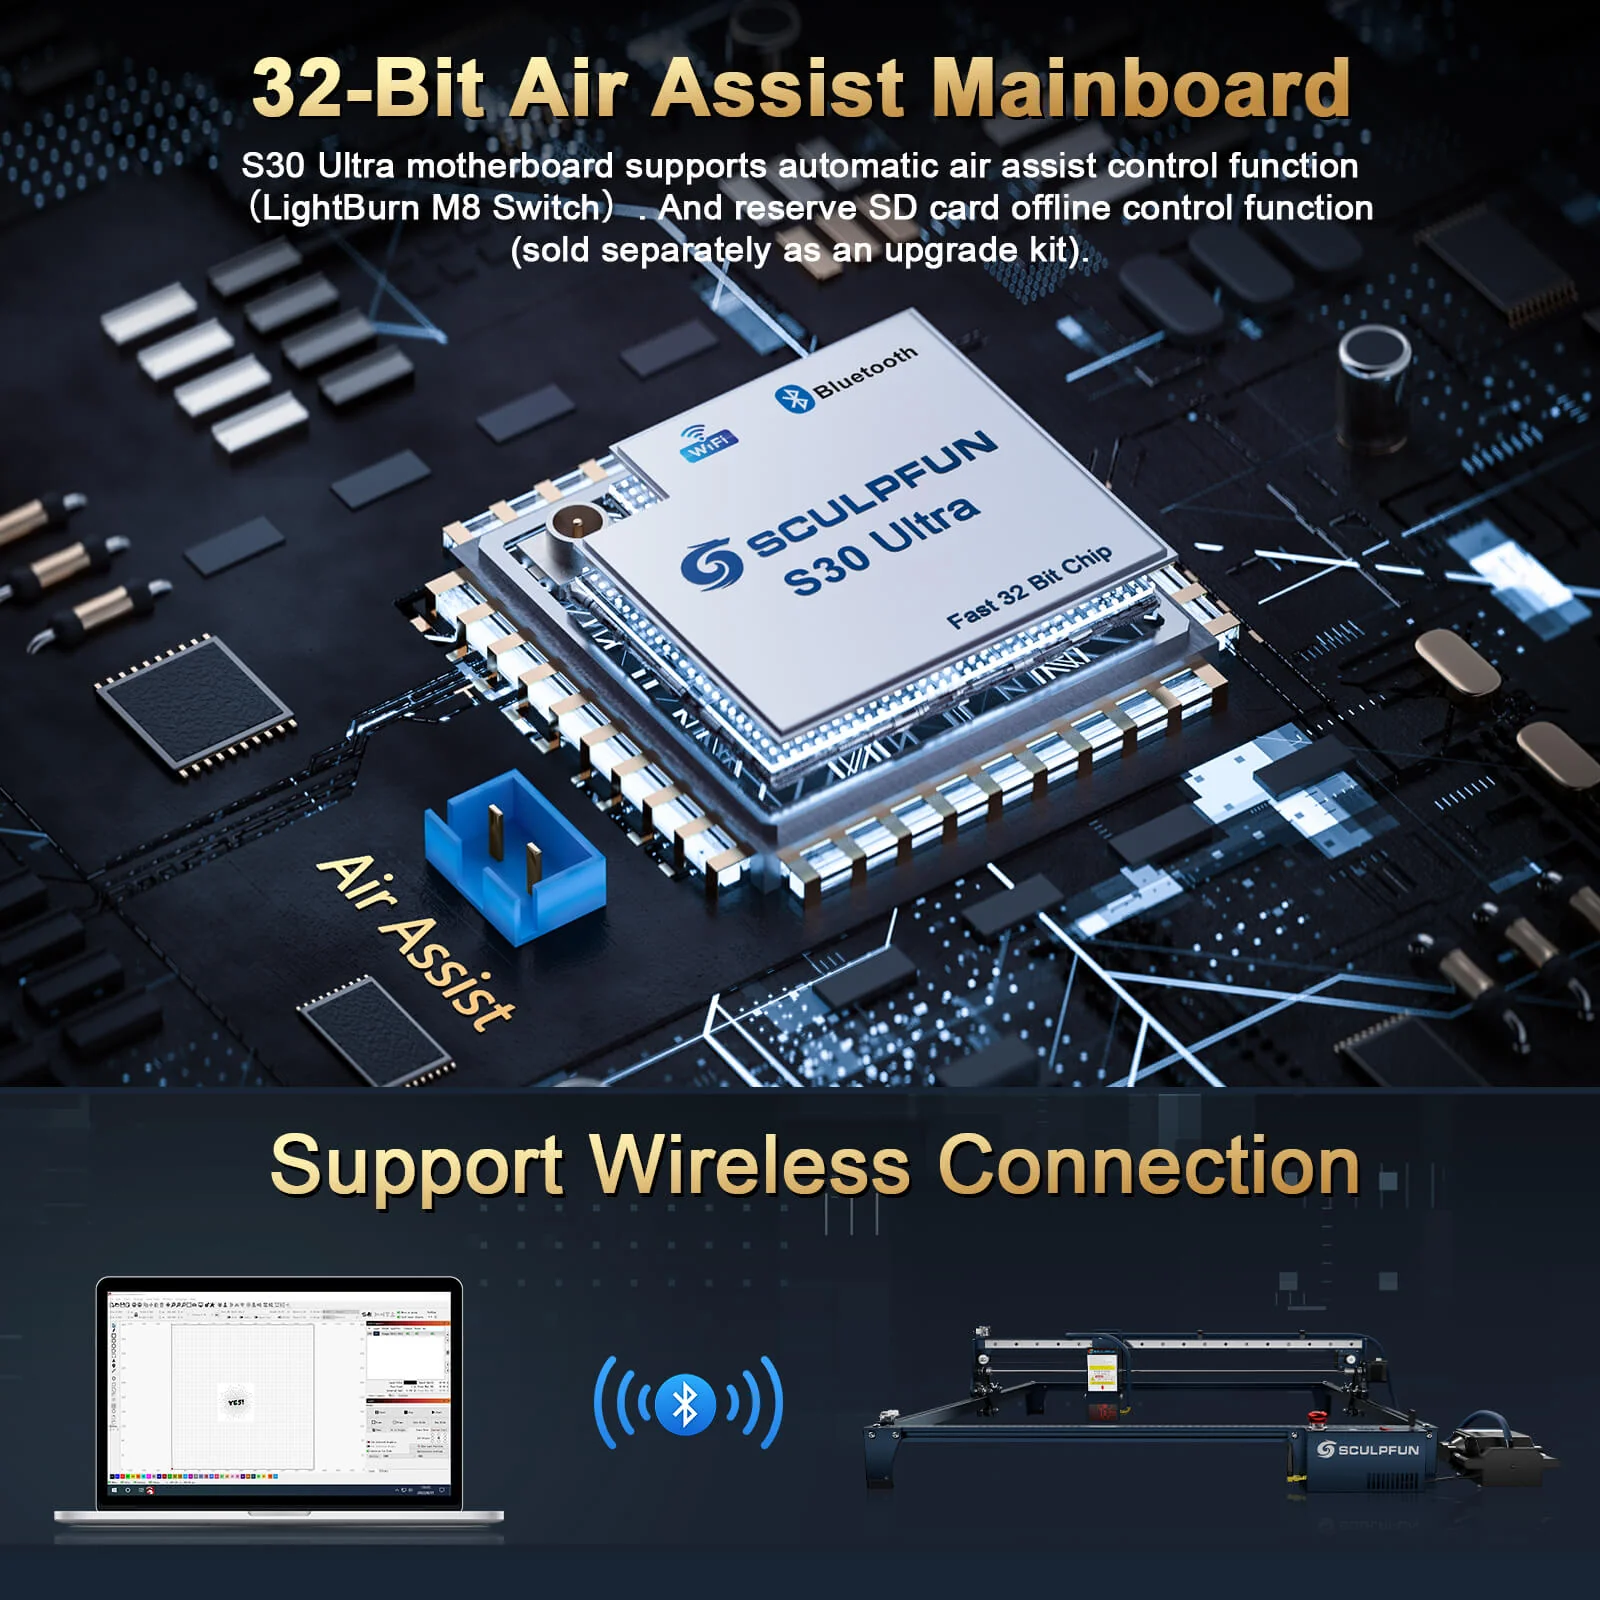 32-Bit Air Assist Mainboard
S30 Ultra motherboard supports automatic air assist control function
（LightBurn M8 Switch）. And reserve SD card offline control function
(sold separately as an upgrade kit).
Bluetooth
WiFi
SCULPFUN
S30 Ultra
Fast 32 Bit Chip
Air Assist
Support Wireless Connection
YES!
SCULPFUN